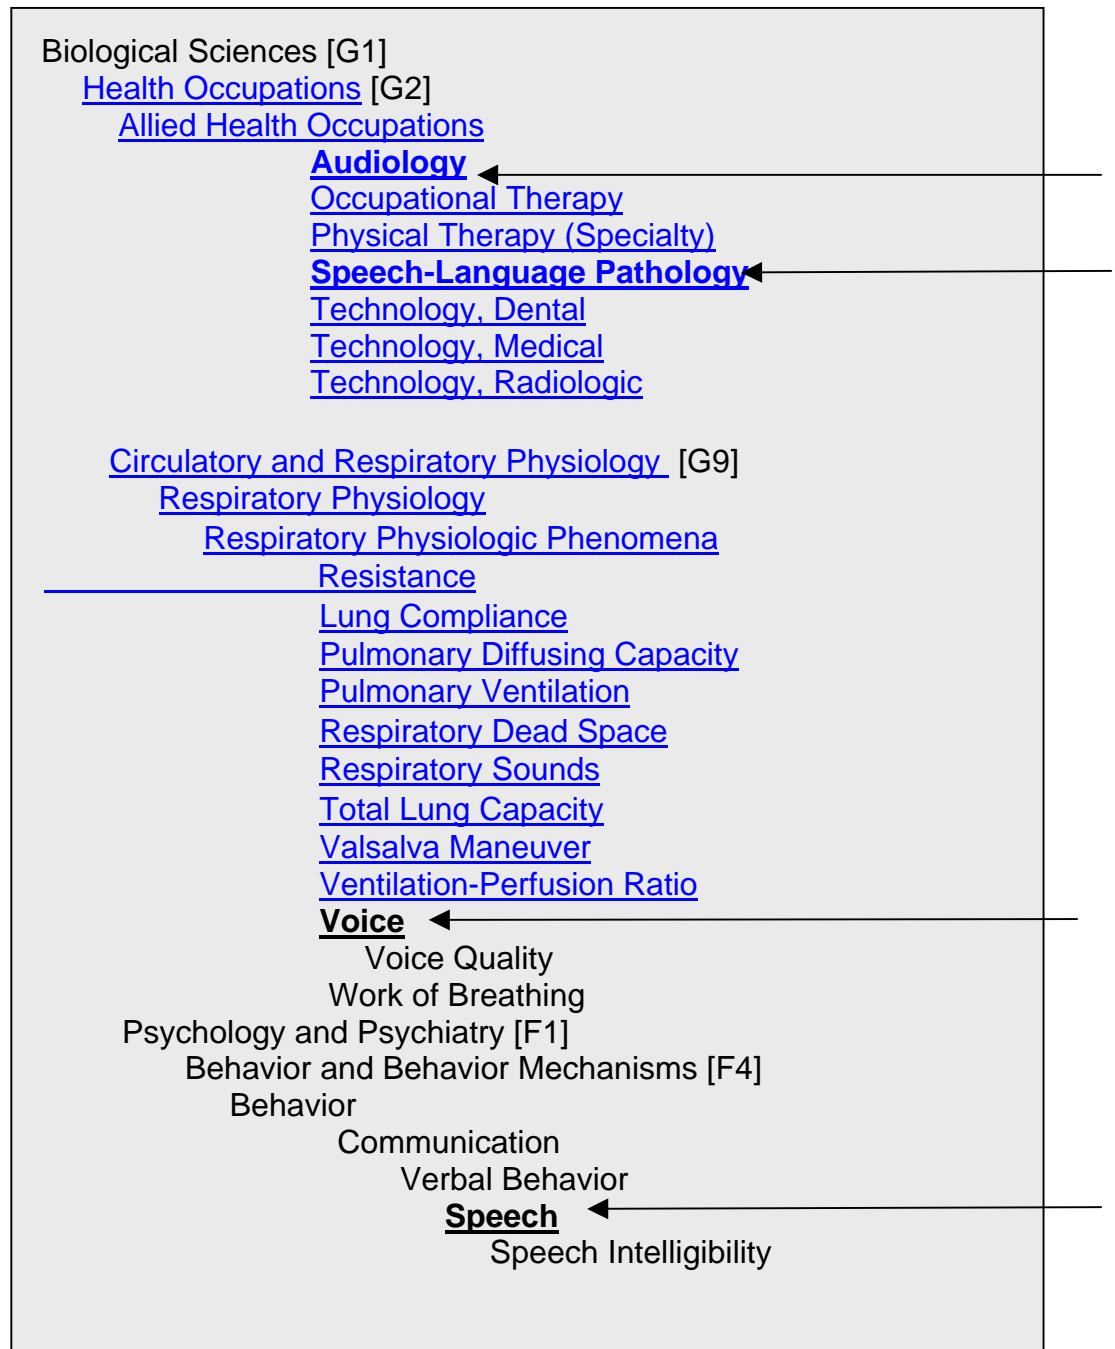 Biological Sciences [G1]
Health Occupations [G2]
Allied Health Occupations
Audiology
Occupational Therapy
Physical Therapy (Specialty)
Speech-Language Pathology
Technology, Dental
Technology, Medical
Technology, Radiologic
Circulatory and Respiratory Physiology [G9]
Respiratory Physiology
Respiratory Physiologic Phenomena
Resistance
Lung Compliance
Pulmonary Diffusing Capacity
Pulmonary Ventilation
Respiratory Dead Space
Respiratory Sounds
Total Lung Capacity
Valsalva Maneuver
Ventilation-Perfusion Ratio
Voice
Voice Quality
Work of Breathing
Psychology and Psychiatry [F1]
Behavior and Behavior Mechanisms [F4]
Behavior
Communication
Verbal Behavior
Speech
Speech Intelligibility